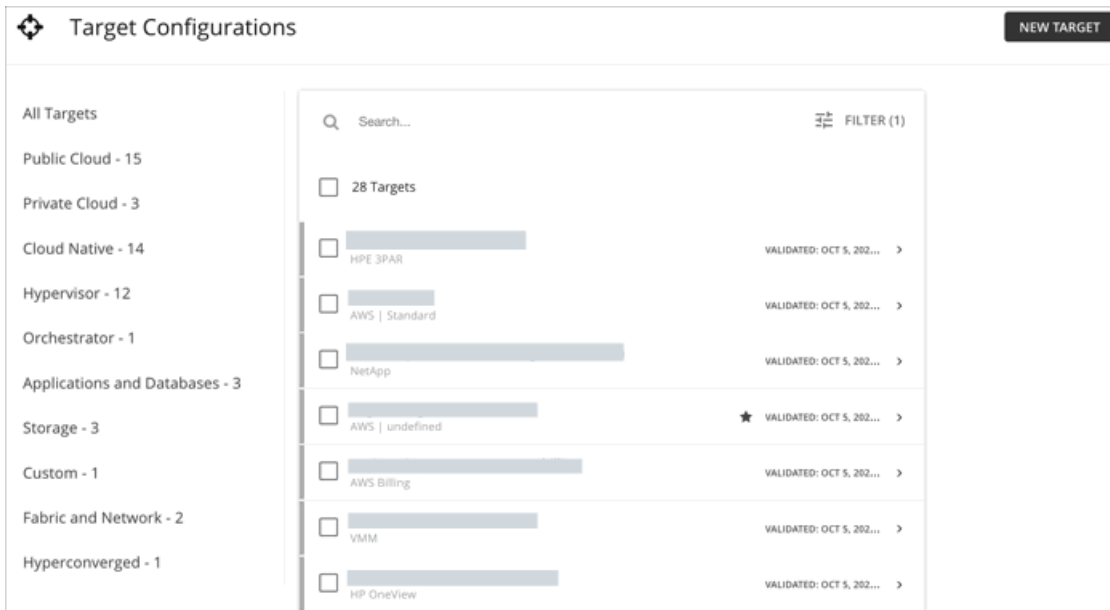 Target Configurations
NEW TARGET
All Targets
Public Cloud - 15
Private Cloud - 3
Cloud Native - 14
Hypervisor - 12
Orchestrator - 1
Applications and Databases - 3
Storage - 3
Custom - 1
Fabric and Network - 2
Hyperconverged - 1
Search...
FILTER (1)
28 Targets
HPE 3PAR
VALIDATED: OCT 5, 202...
AWS | Standard
VALIDATED: OCT 5, 202...
NetApp
VALIDATED: OCT 5, 202...
AWS | undefined
VALIDATED: OCT 5, 202...
AWS Billing
VALIDATED: OCT 5, 202...
VMM
VALIDATED: OCT 5, 202...
HP OneView
VALIDATED: OCT 5, 202...